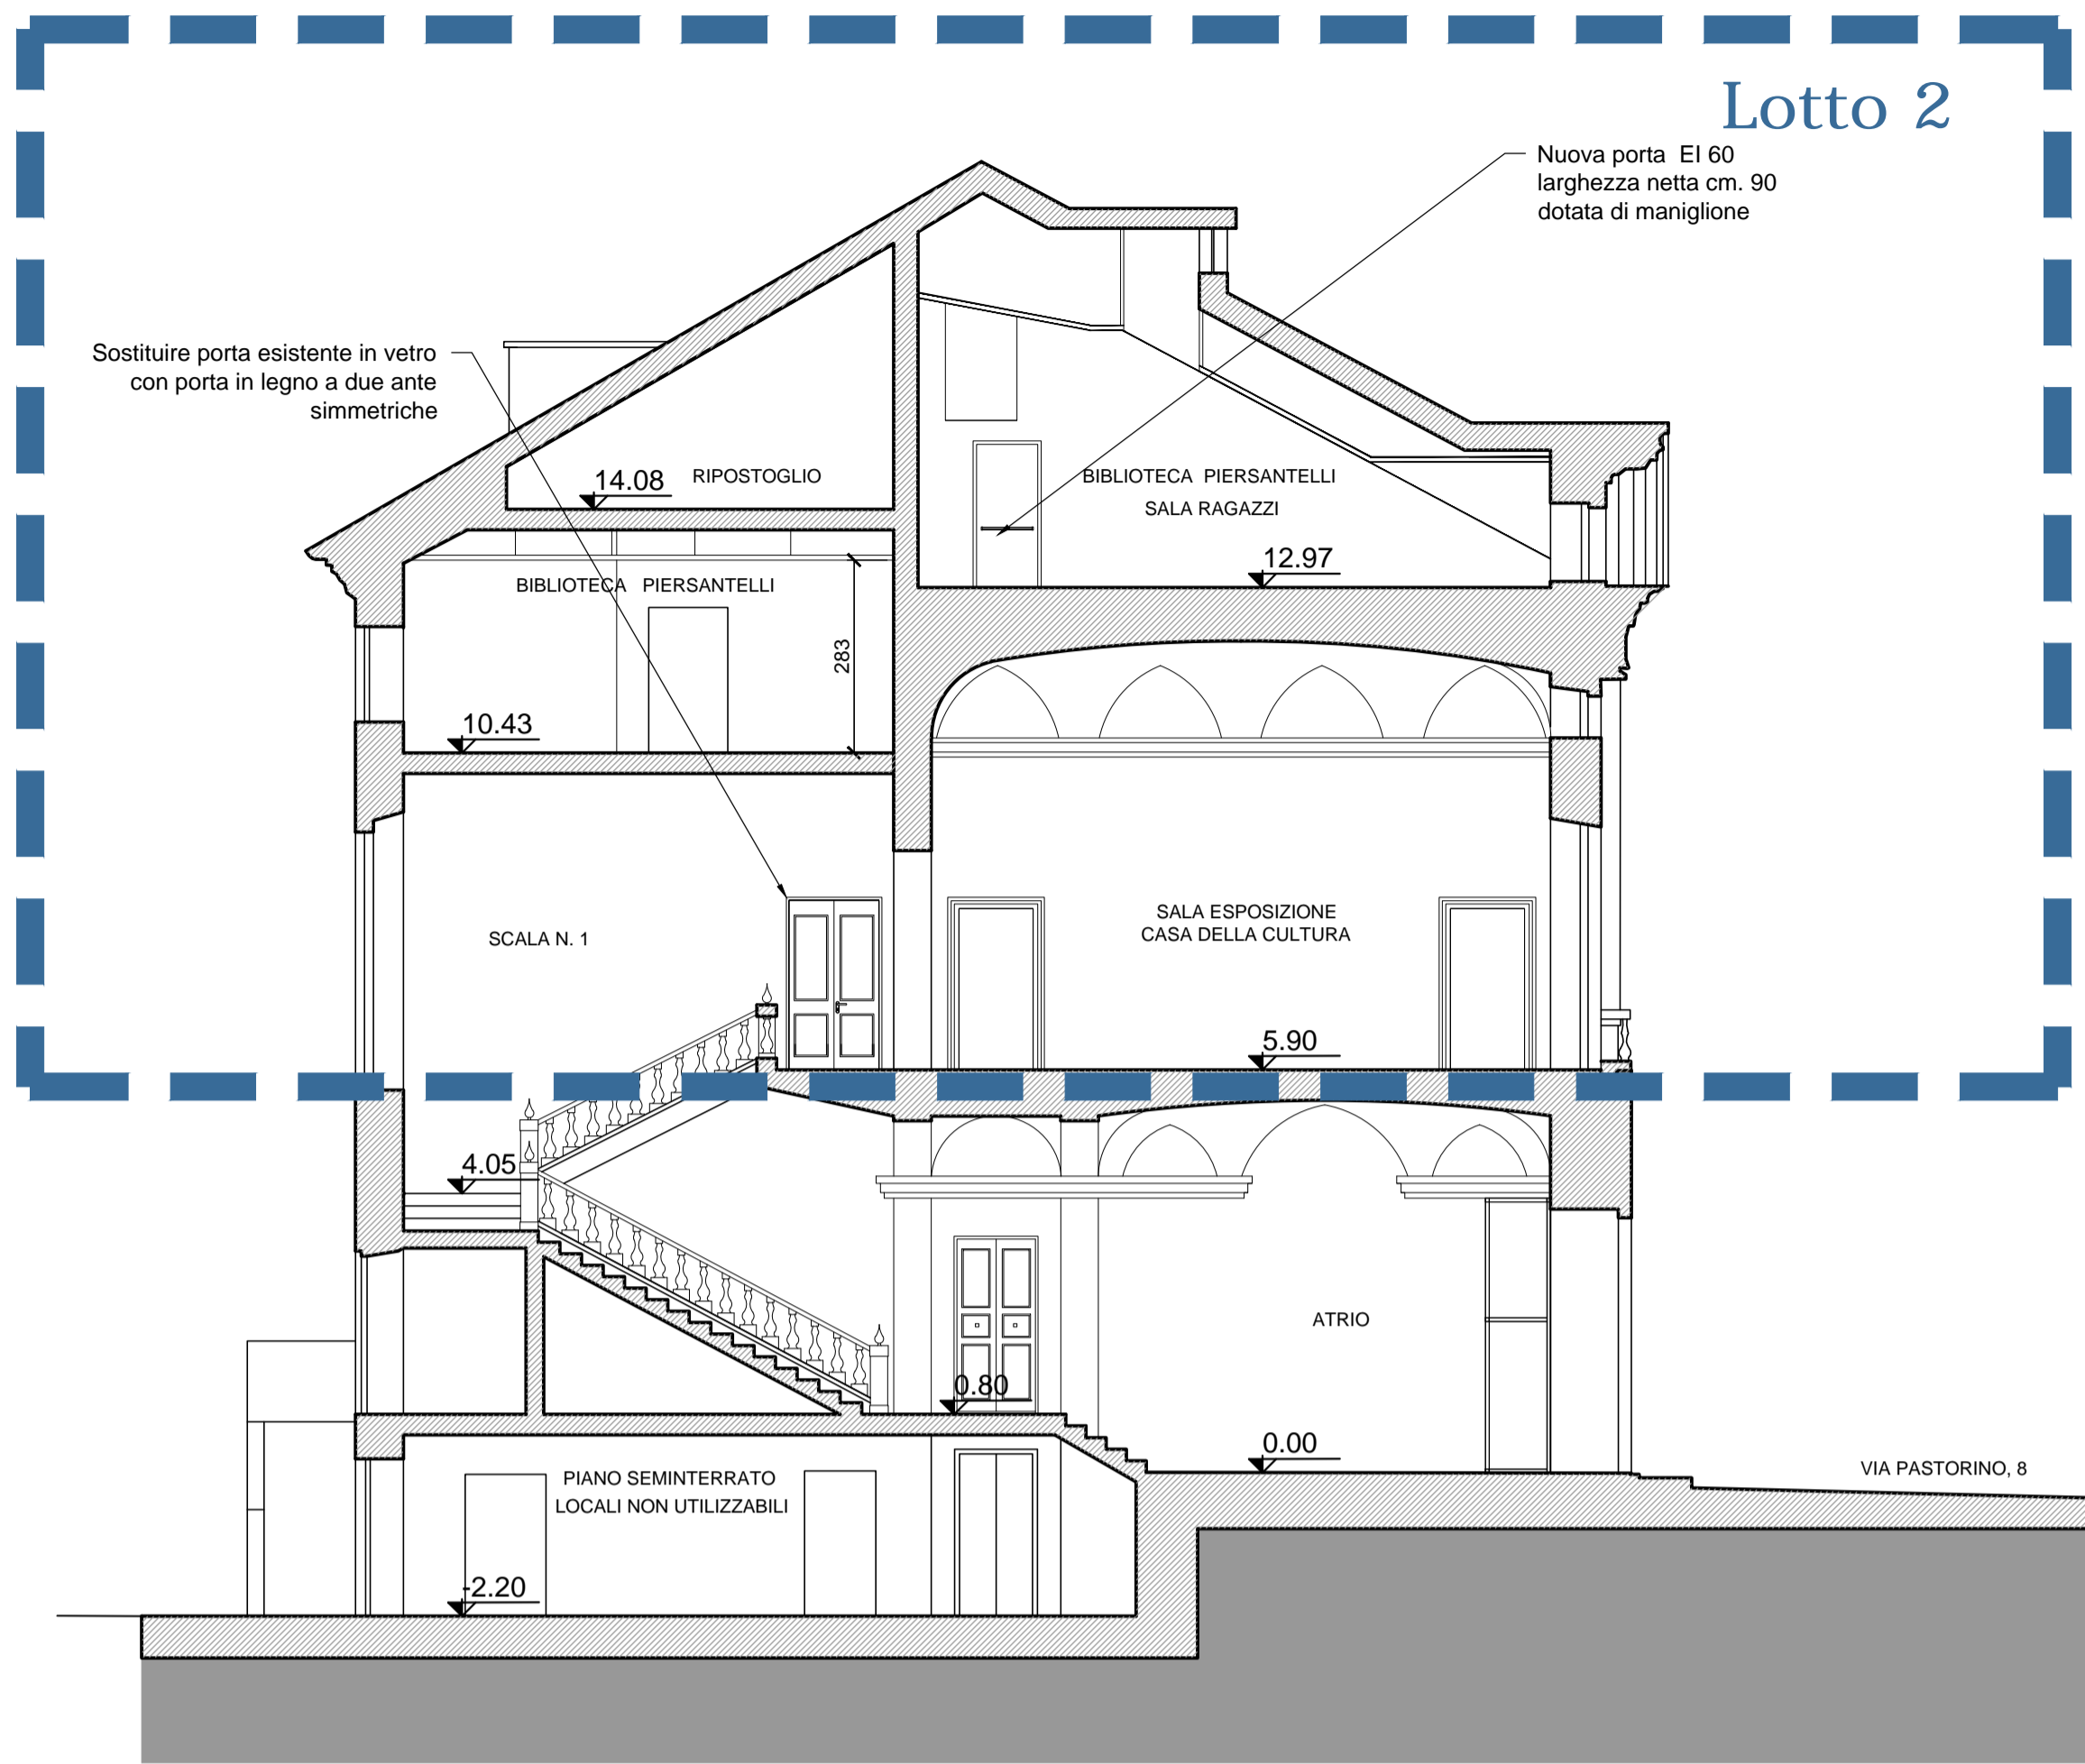 Lotto 2
Nuova porta EI 60
larghezza netta cm. 90
dotata di maniglione
Sostituire porta esistente in vetro
con porta in legno a due ante
simmetriche
14.08
RIPOSTOGLIO
BIBLIOTECA PIERSANTELLI
SALA RAGAZZI
12.97
BIBLIOTECA PIERSANTELLI
283
10.43
SCALA N. 1
SALA ESPOSIZIONE
CASA DELLA CULTURA
5.90
4.05
ATRIO
0.80
0.00
VIA PASTORINO, 8
PIANO SEMINTERRATO
LOCALI NON UTILIZZABILI
-2.20